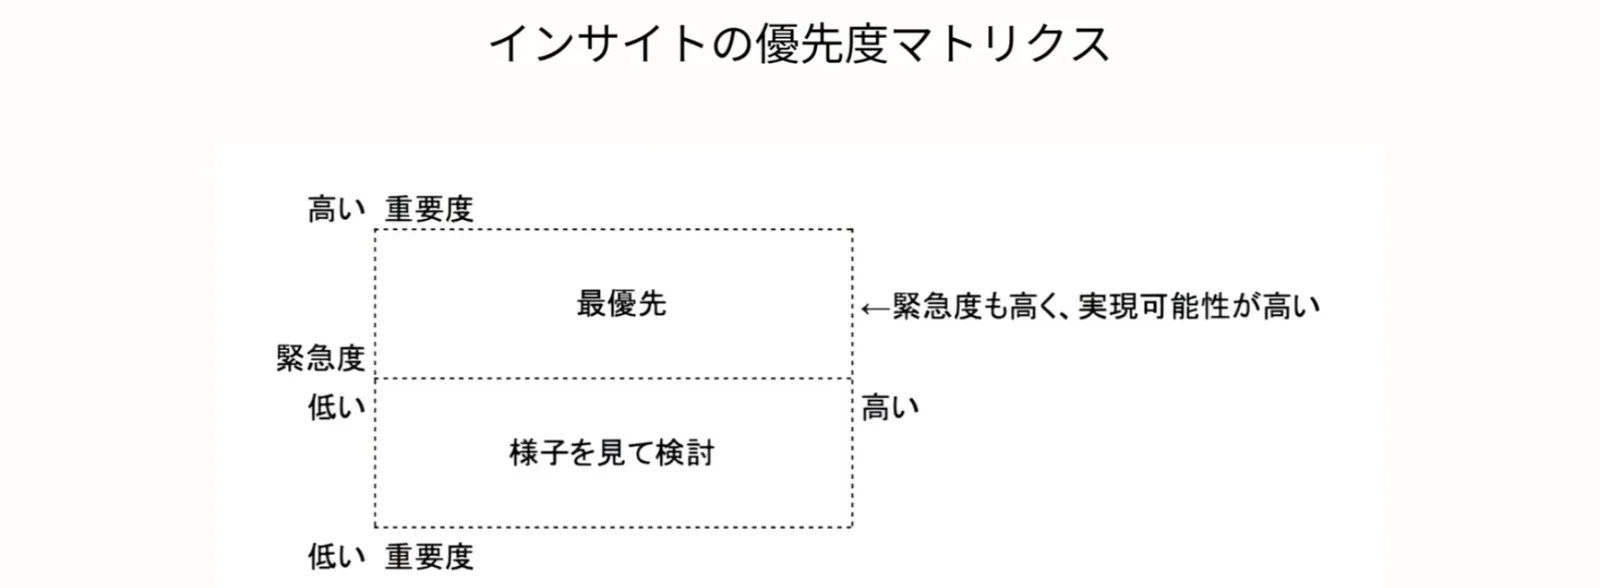 インサイトの優先度マトリクス
高い 重要度
最優先
←緊急度も高く、実現可能性が高い
緊急度
低い
高い
様子を見て検討
低い 重要度